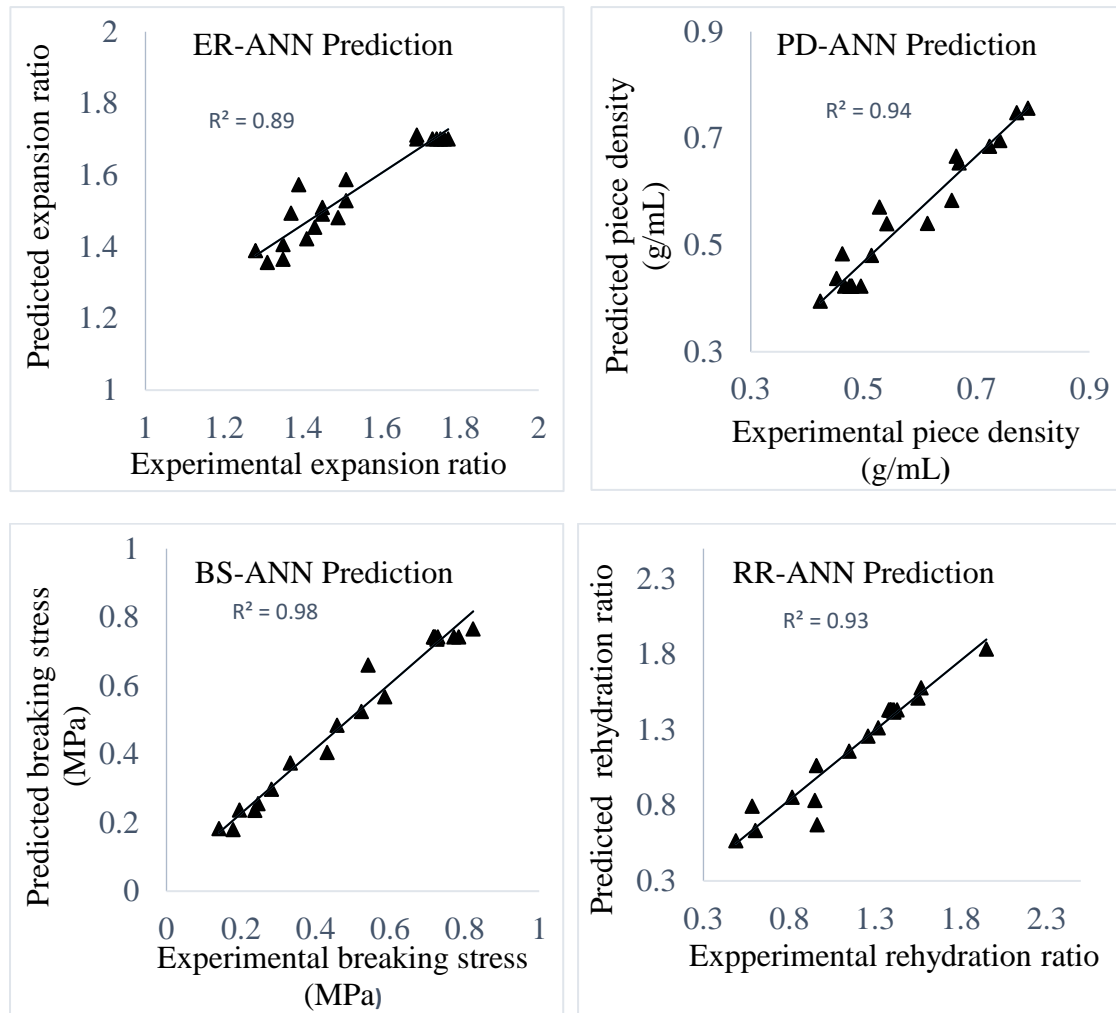 ER-ANN Prediction
R² = 0.89
Predicted expansion ratio
2
1.8
1.6
1.4
1.2
1
1 1.2 1.4 1.6 1.8 2
Experimental expansion ratio
PD-ANN Prediction
R² = 0.94
Predicted piece density
(g/mL)
0.9
0.7
0.5
0.3
0.3 0.5 0.7 0.9
Experimental piece density
(g/mL)
BS-ANN Prediction
R² = 0.98
Predicted breaking stress
(MPa)
1
0.8
0.6
0.4
0.2
0
0 0.2 0.4 0.6 0.8 1
Experimental breaking stress
(MPa)
RR-ANN Prediction
R² = 0.93
Predicted rehydration ratio
2.3
1.8
1.3
0.8
0.3
0.3 0.8 1.3 1.8 2.3
Expperimental rehydration ratio